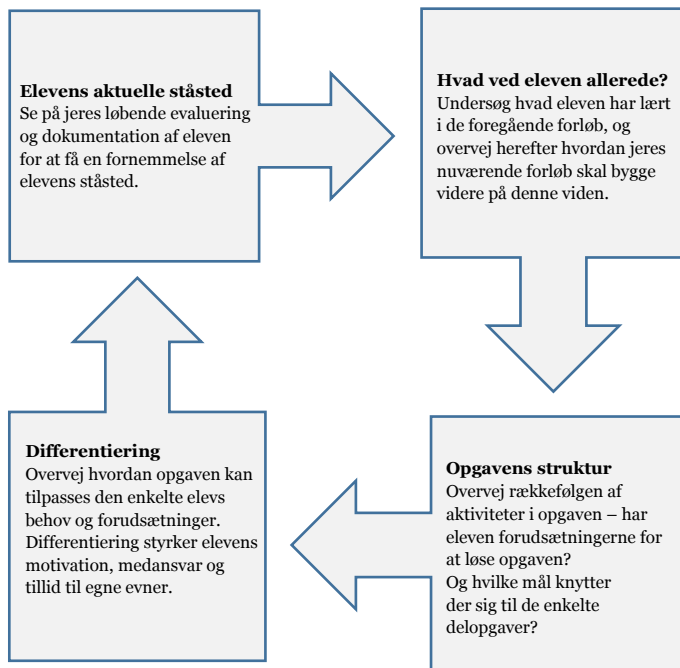 Elevens aktuelle ståsted
Se på jeres løbende evaluering
og dokumentation af eleven
for at få en fornemmelse af
elevens ståsted.
Hvad ved eleven allerede?
Undersøg hvad eleven har lært
i de foregående forløb, og
overvej herefter hvordan jeres
nuværende forløb skal bygge
videre på denne viden.
Opgavens struktur
Overvej rækkefølgen af
aktiviteter i opgaven – har
eleven forudsætningerne for
at løse opgaven?
Og hvilke mål knytter
der sig til de enkelte
delopgaver?
Differentiering
Overvej hvordan opgaven kan
tilpasses den enkelte elevs
behov og forudsætninger.
Differentiering styrker elevens
motivation, medansvar og
tillid til egne evner.